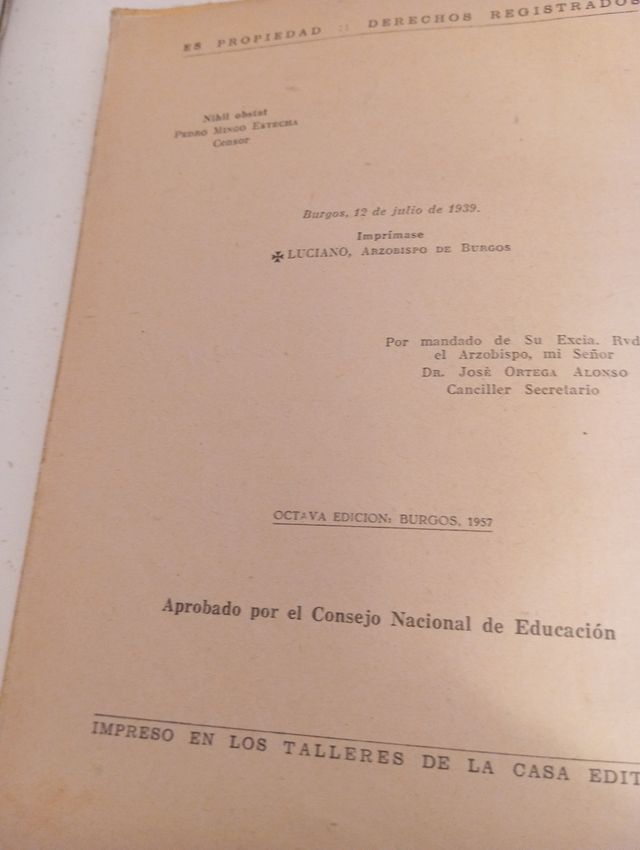 ES PROPIEDAD :: DERECHOS REGISTRADOS
Nihil obstat
PEDRO MINGO ESTECHA
Censor
Burgos, 12 de julio de 1939.
Imprímase
✠ LUCIANO, ARZOBISPO DE BURGOS
Por mandado de Su Excia. Rvd
el Arzobispo, mi Señor
DR. JOSÉ ORTEGA ALONSO
Canciller Secretario
OCTAVA EDICION: BURGOS, 1957
Aprobado por el Consejo Nacional de Educación
IMPRESO EN LOS TALLERES DE LA CASA EDIT